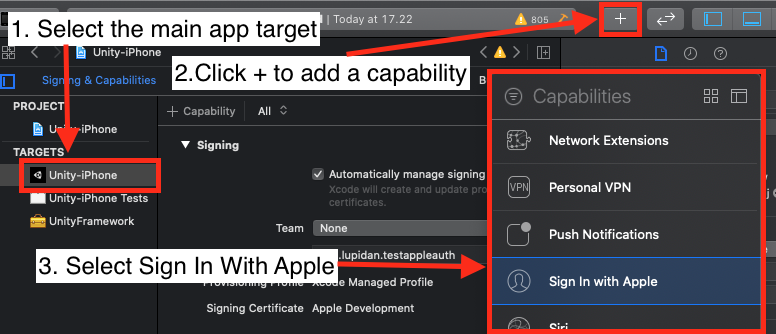 1. Select the main app target
| Today at 17.22
805
Unity-iPhone
2.Click + to add a capability
Signing & Capabilities
PROJECT
Unity-iPhone
TARGETS
Unity-iPhone
Unity-iPhone Tests
UnityFramework
+ Capability
All
Signing
Automatically manage signing
Xcode will create and update
certificates.
Team
None
lupidan.testappleauth
3. Select Sign In With Apple
Provisioning Profile
Xcode Managed Profile
Signing Certificate
Apple Development
Capabilities
Network Extensions
VPN
Personal VPN
Push Notifications
Sign In with Apple
Siri